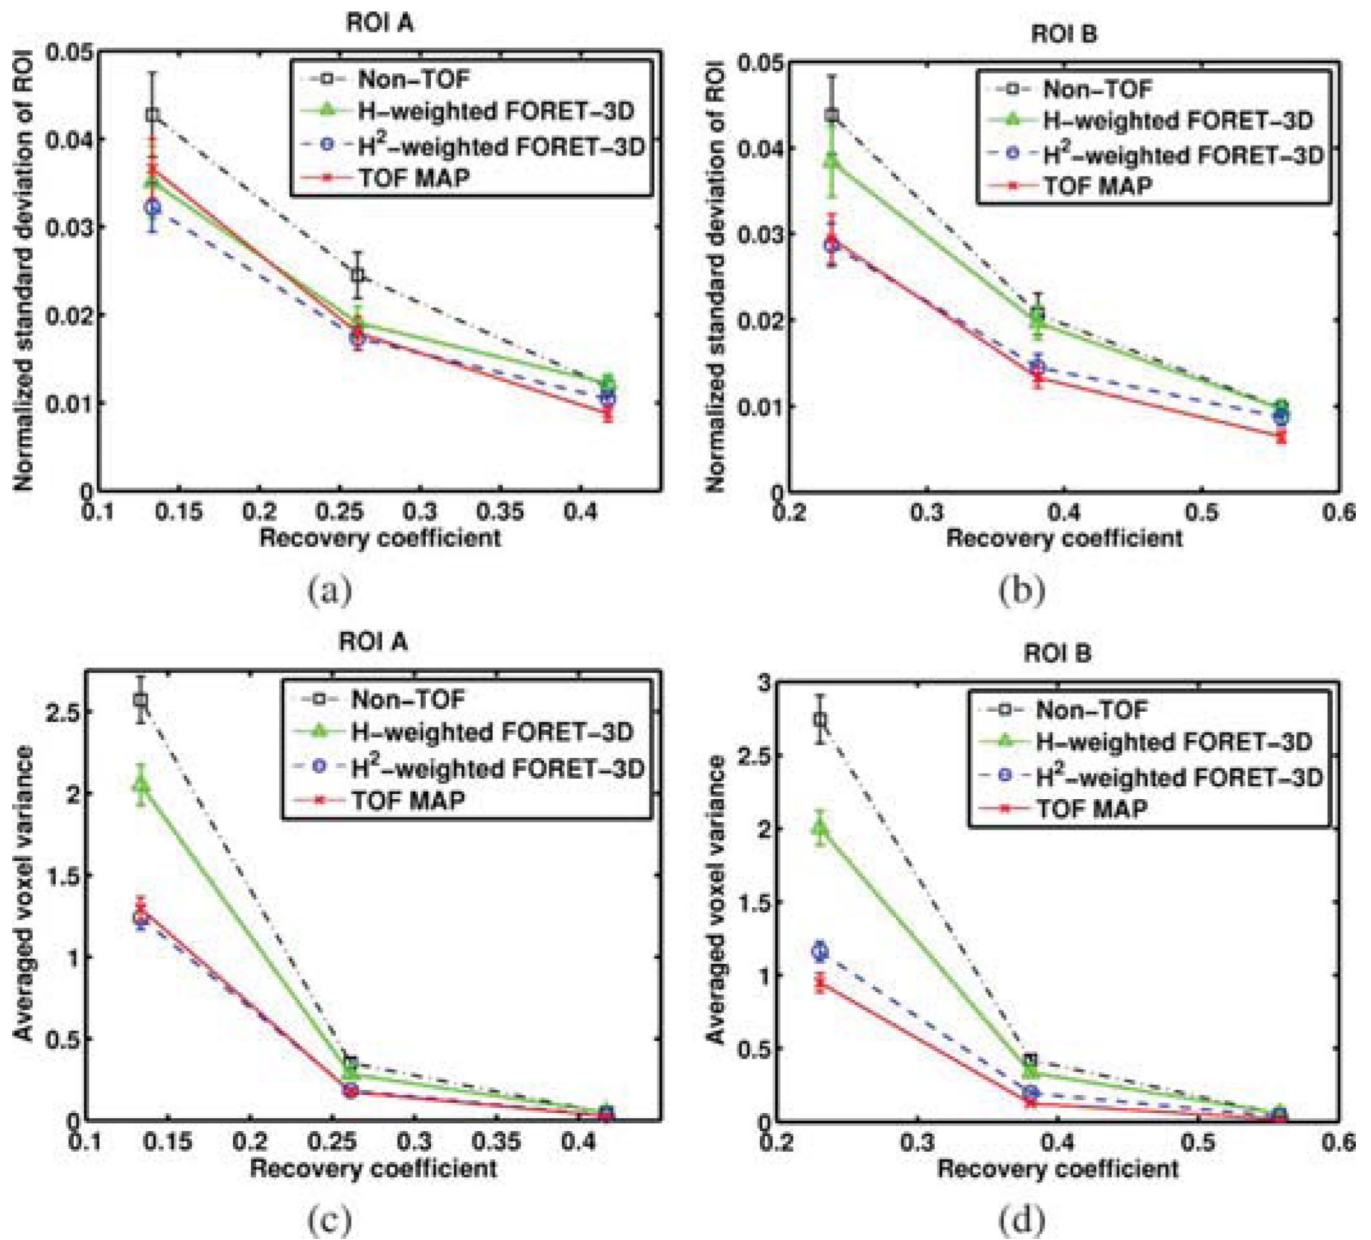 ROI A
Normalized standard deviation of ROI
0.05
0.04
0.03
0.02
0.01
0
Non-TOF
H-weighted FORET-3D
H²-weighted FORET-3D
TOF MAP
0.1 0.15 0.2 0.25 0.3 0.35 0.4
Recovery coefficient
(a)
ROI B
Normalized standard deviation of ROI
0.05
0.04
0.03
0.02
0.01
0
Non-TOF
H-weighted FORET-3D
H²-weighted FORET-3D
TOF MAP
0.2 0.3 0.4 0.5 0.6
Recovery coefficient
(b)
ROI A
Averaged voxel variance
2.5
2
1.5
1
0.5
0
Non-TOF
H-weighted FORET-3D
H²-weighted FORET-3D
TOF MAP
0.1 0.15 0.2 0.25 0.3 0.35 0.4
Recovery coefficient
(c)
ROI B
Averaged voxel variance
3
2.5
2
1.5
1
0.5
0
Non-TOF
H-weighted FORET-3D
H²-weighted FORET-3D
TOF MAP
0.2 0.3 0.4 0.5 0.6
Recovery coefficient
(d)